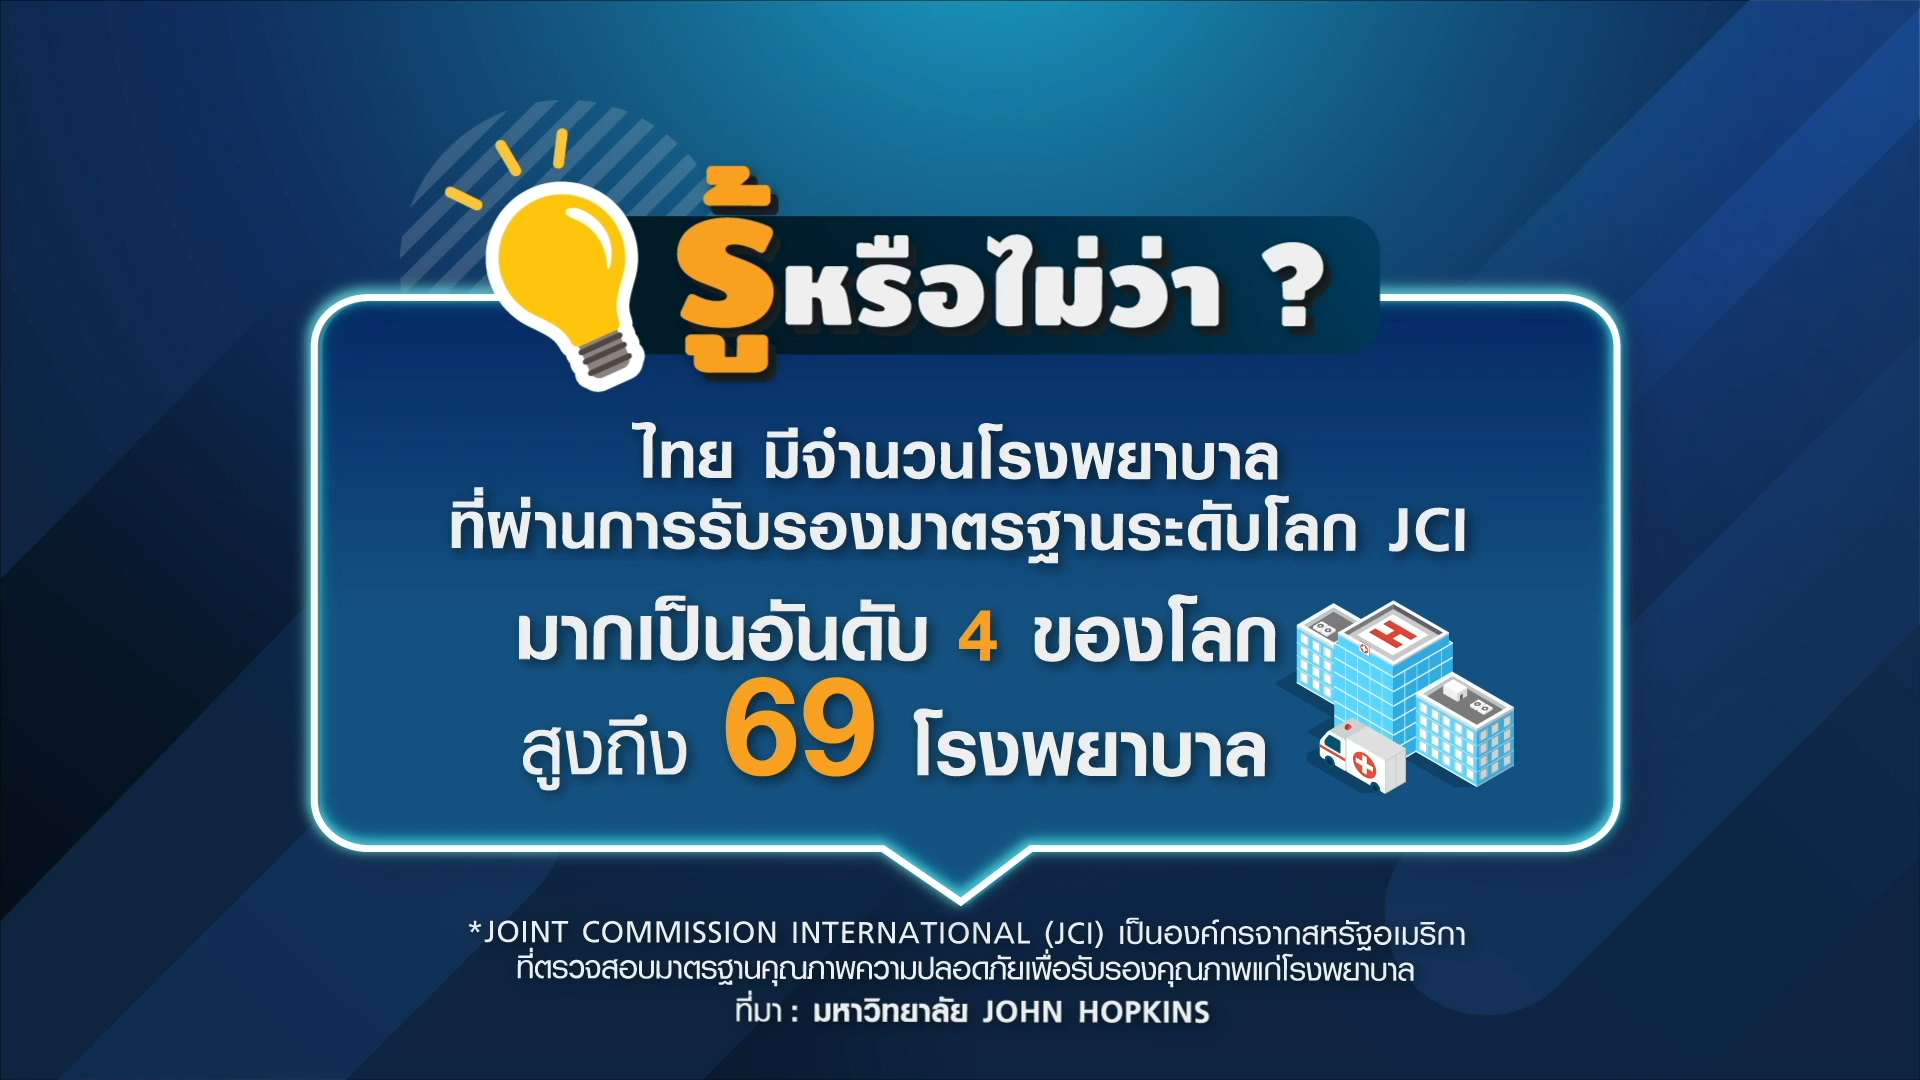 รู้หรือไม่ว่า ?
ไทย มีจำนวนโรงพยาบาล
ที่ผ่านการรับรองมาตรฐานระดับโลก JCI
มากเป็นอันดับ 4 ของโลก
สูงถึง 69 โรงพยาบาล
H
*JOINT COMMISSION INTERNATIONAL (JCI) เป็นองค์กรจากสหรัฐอเมริกา
ที่ตรวจสอบมาตรฐานคุณภาพความปลอดภัยเพื่อรับรองคุณภาพแก่โรงพยาบาล
ที่มา : มหาวิทยาลัย JOHN HOPKINS